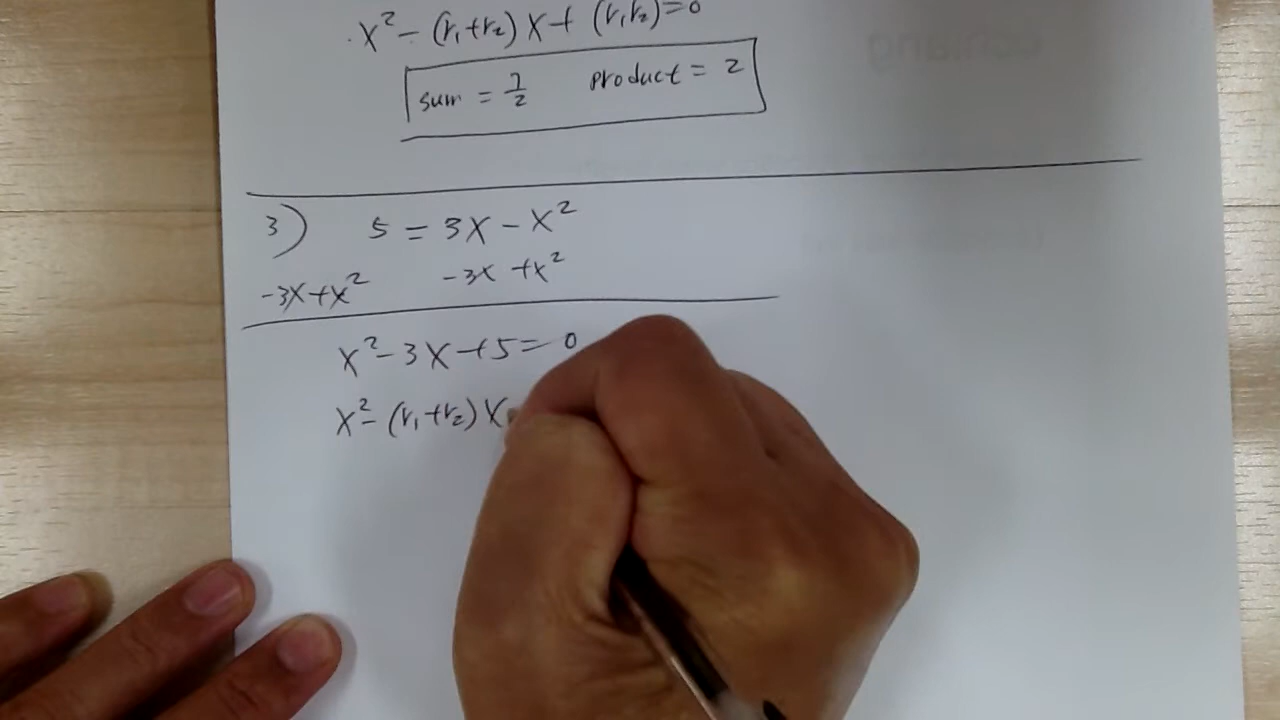 x² - (r₁+r₂) x + (r₁r₂) = 0
sum = 7/2 product = 2
3) 5 = 3x - x²
-3x+x² -3x +x²
x² - 3x + 5 = 0
x² - (r₁+r₂) x